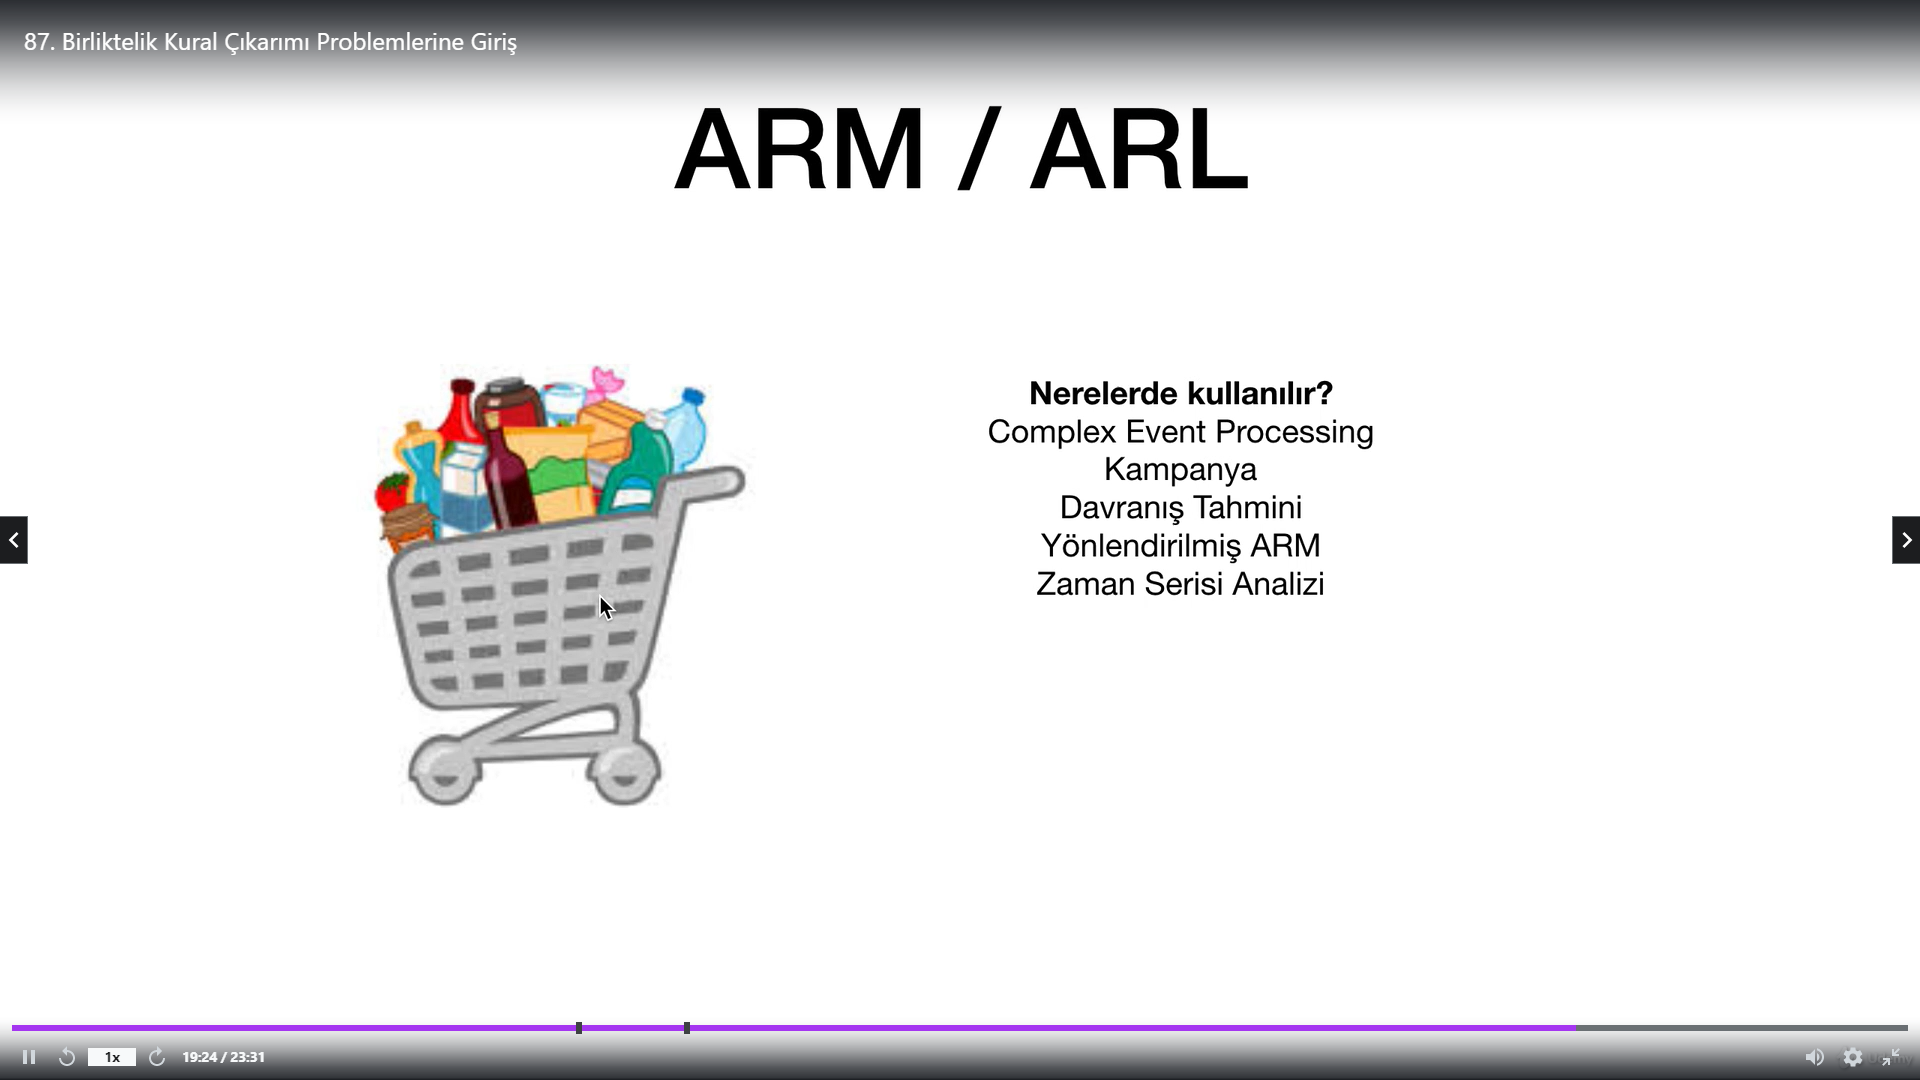 87. Birliktelik Kural Çıkarımı Problemlerine Giriş
ARM / ARL
Nerelerde kullanılır?
Complex Event Processing
Kampanya
Davranış Tahmini
Yönlendirilmiş ARM
Zaman Serisi Analizi
1x
19:24 / 23:31